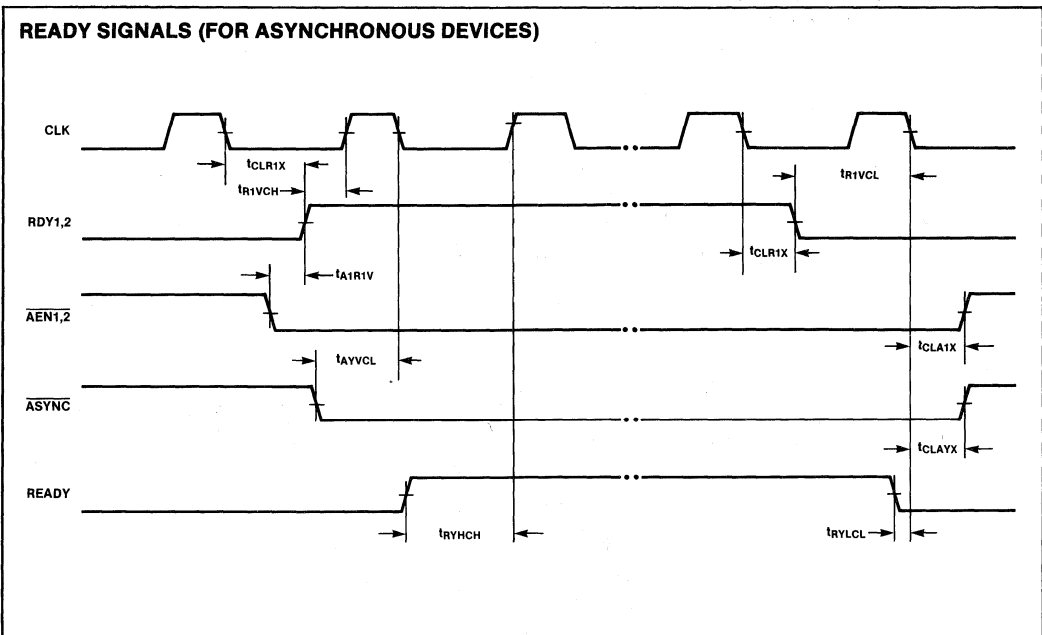 READY SIGNALS (FOR ASYNCHRONOUS DEVICES)
CLK
tCLR1X
tR1VCH
tR1VCL
RDY1,2
tCLR1X
tA1R1V
AEN1,2
tCLA1X
tAYVCL
ASYNC
tCLAYX
READY
tRYHCH
tRYLCL